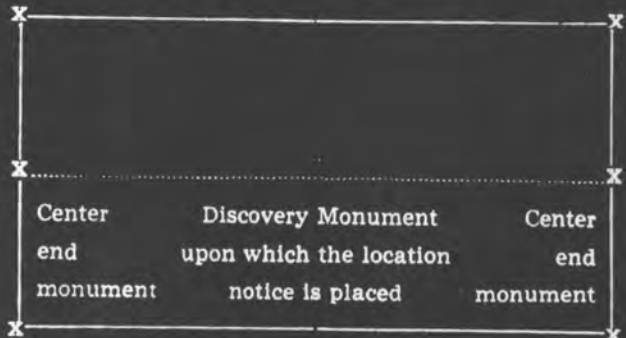 X X
X X
Center Discovery Monument Center
end upon which the location end
monument notice is placed monument
X X